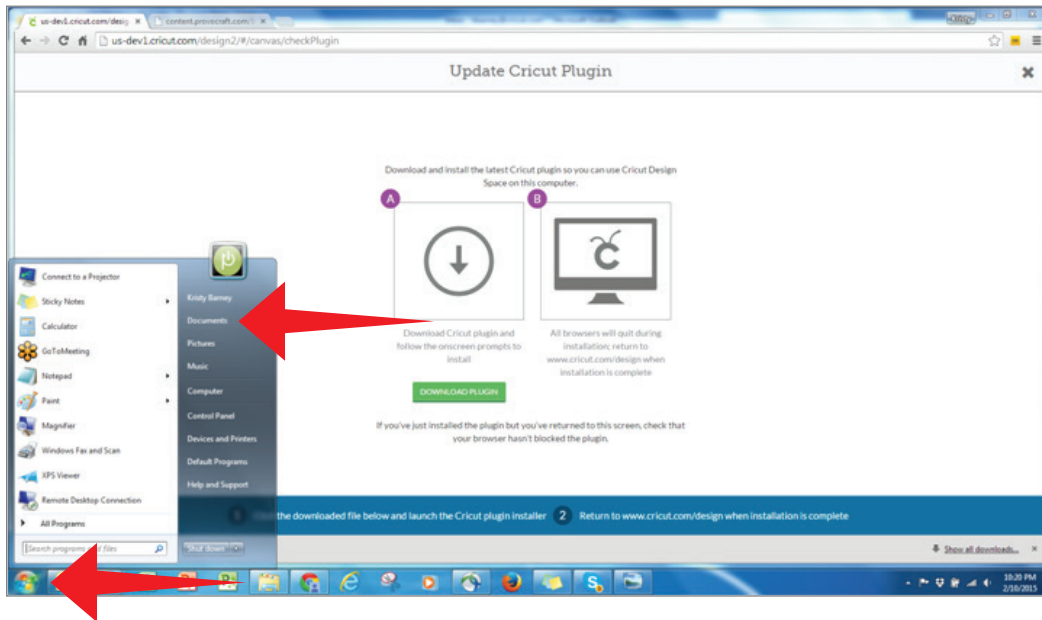 us-dev1.cricut.com/desig
content.provocraft.com/
us-dev1.cricut.com/design2/#/canvas/checkPlugin
Update Cricut Plugin
Download and install the latest Cricut plugin so you can use Cricut Design
Space on this computer.
A
B
Download Cricut plugin and
follow the onscreen prompts to
install
All browsers will quit during
installation; return to
www.cricut.com/design when
installation is complete
DOWNLOAD PLUGIN
If you've just installed the plugin but you've returned to this screen, check that
your browser hasn't blocked the plugin.
Connect to a Projector
Sticky Notes
Calculator
GoToMeeting
Notepad
Paint
Magnifier
Windows Fax and Scan
XPS Viewer
Remote Desktop Connection
All Programs
Search programs and files
Kristy Barney
Documents
Pictures
Music
Computer
Control Panel
Devices and Printers
Default Programs
Help and Support
Shut down
the downloaded file below and launch the Cricut plugin installer 2 Return to www.cricut.com/design when installation is complete
Show all downloads...
10:20 PM
2/10/2015